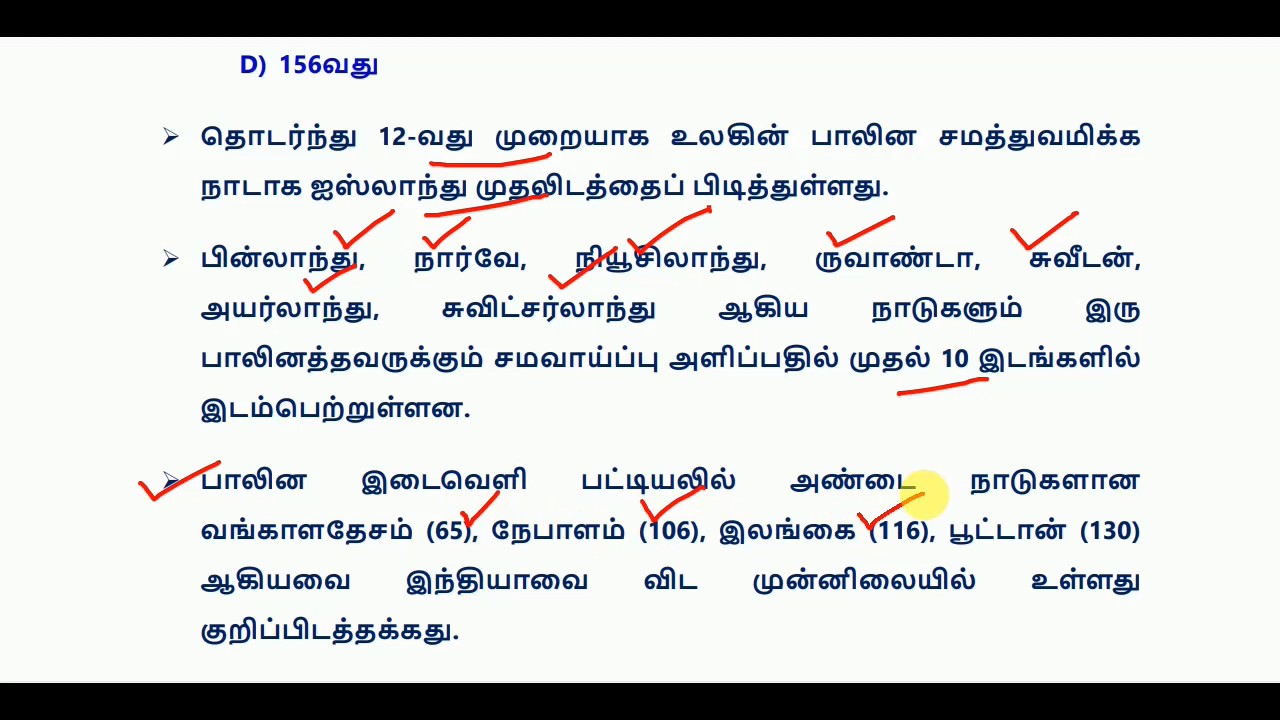 D) 156வது
➢ தொடர்ந்து 12-வது முறையாக உலகின் பாலின சமத்துவமிக்க
நாடாக ஐஸ்லாந்து முதலிடத்தைப் பிடித்துள்ளது.
➢ பின்லாந்து, நார்வே, நியூசிலாந்து, ருவாண்டா, சுவீடன்,
அயர்லாந்து, சுவிட்சர்லாந்து ஆகிய நாடுகளும் இரு
பாலினத்தவருக்கும் சமவாய்ப்பு அளிப்பதில் முதல் 10 இடங்களில்
இடம்பெற்றுள்ளன.
➢ பாலின இடைவெளி பட்டியலில் அண்டை நாடுகளான
வங்காளதேசம் (65), நேபாளம் (106), இலங்கை (116), பூட்டான் (130)
ஆகியவை இந்தியாவை விட முன்னிலையில் உள்ளது
குறிப்பிடத்தக்கது.